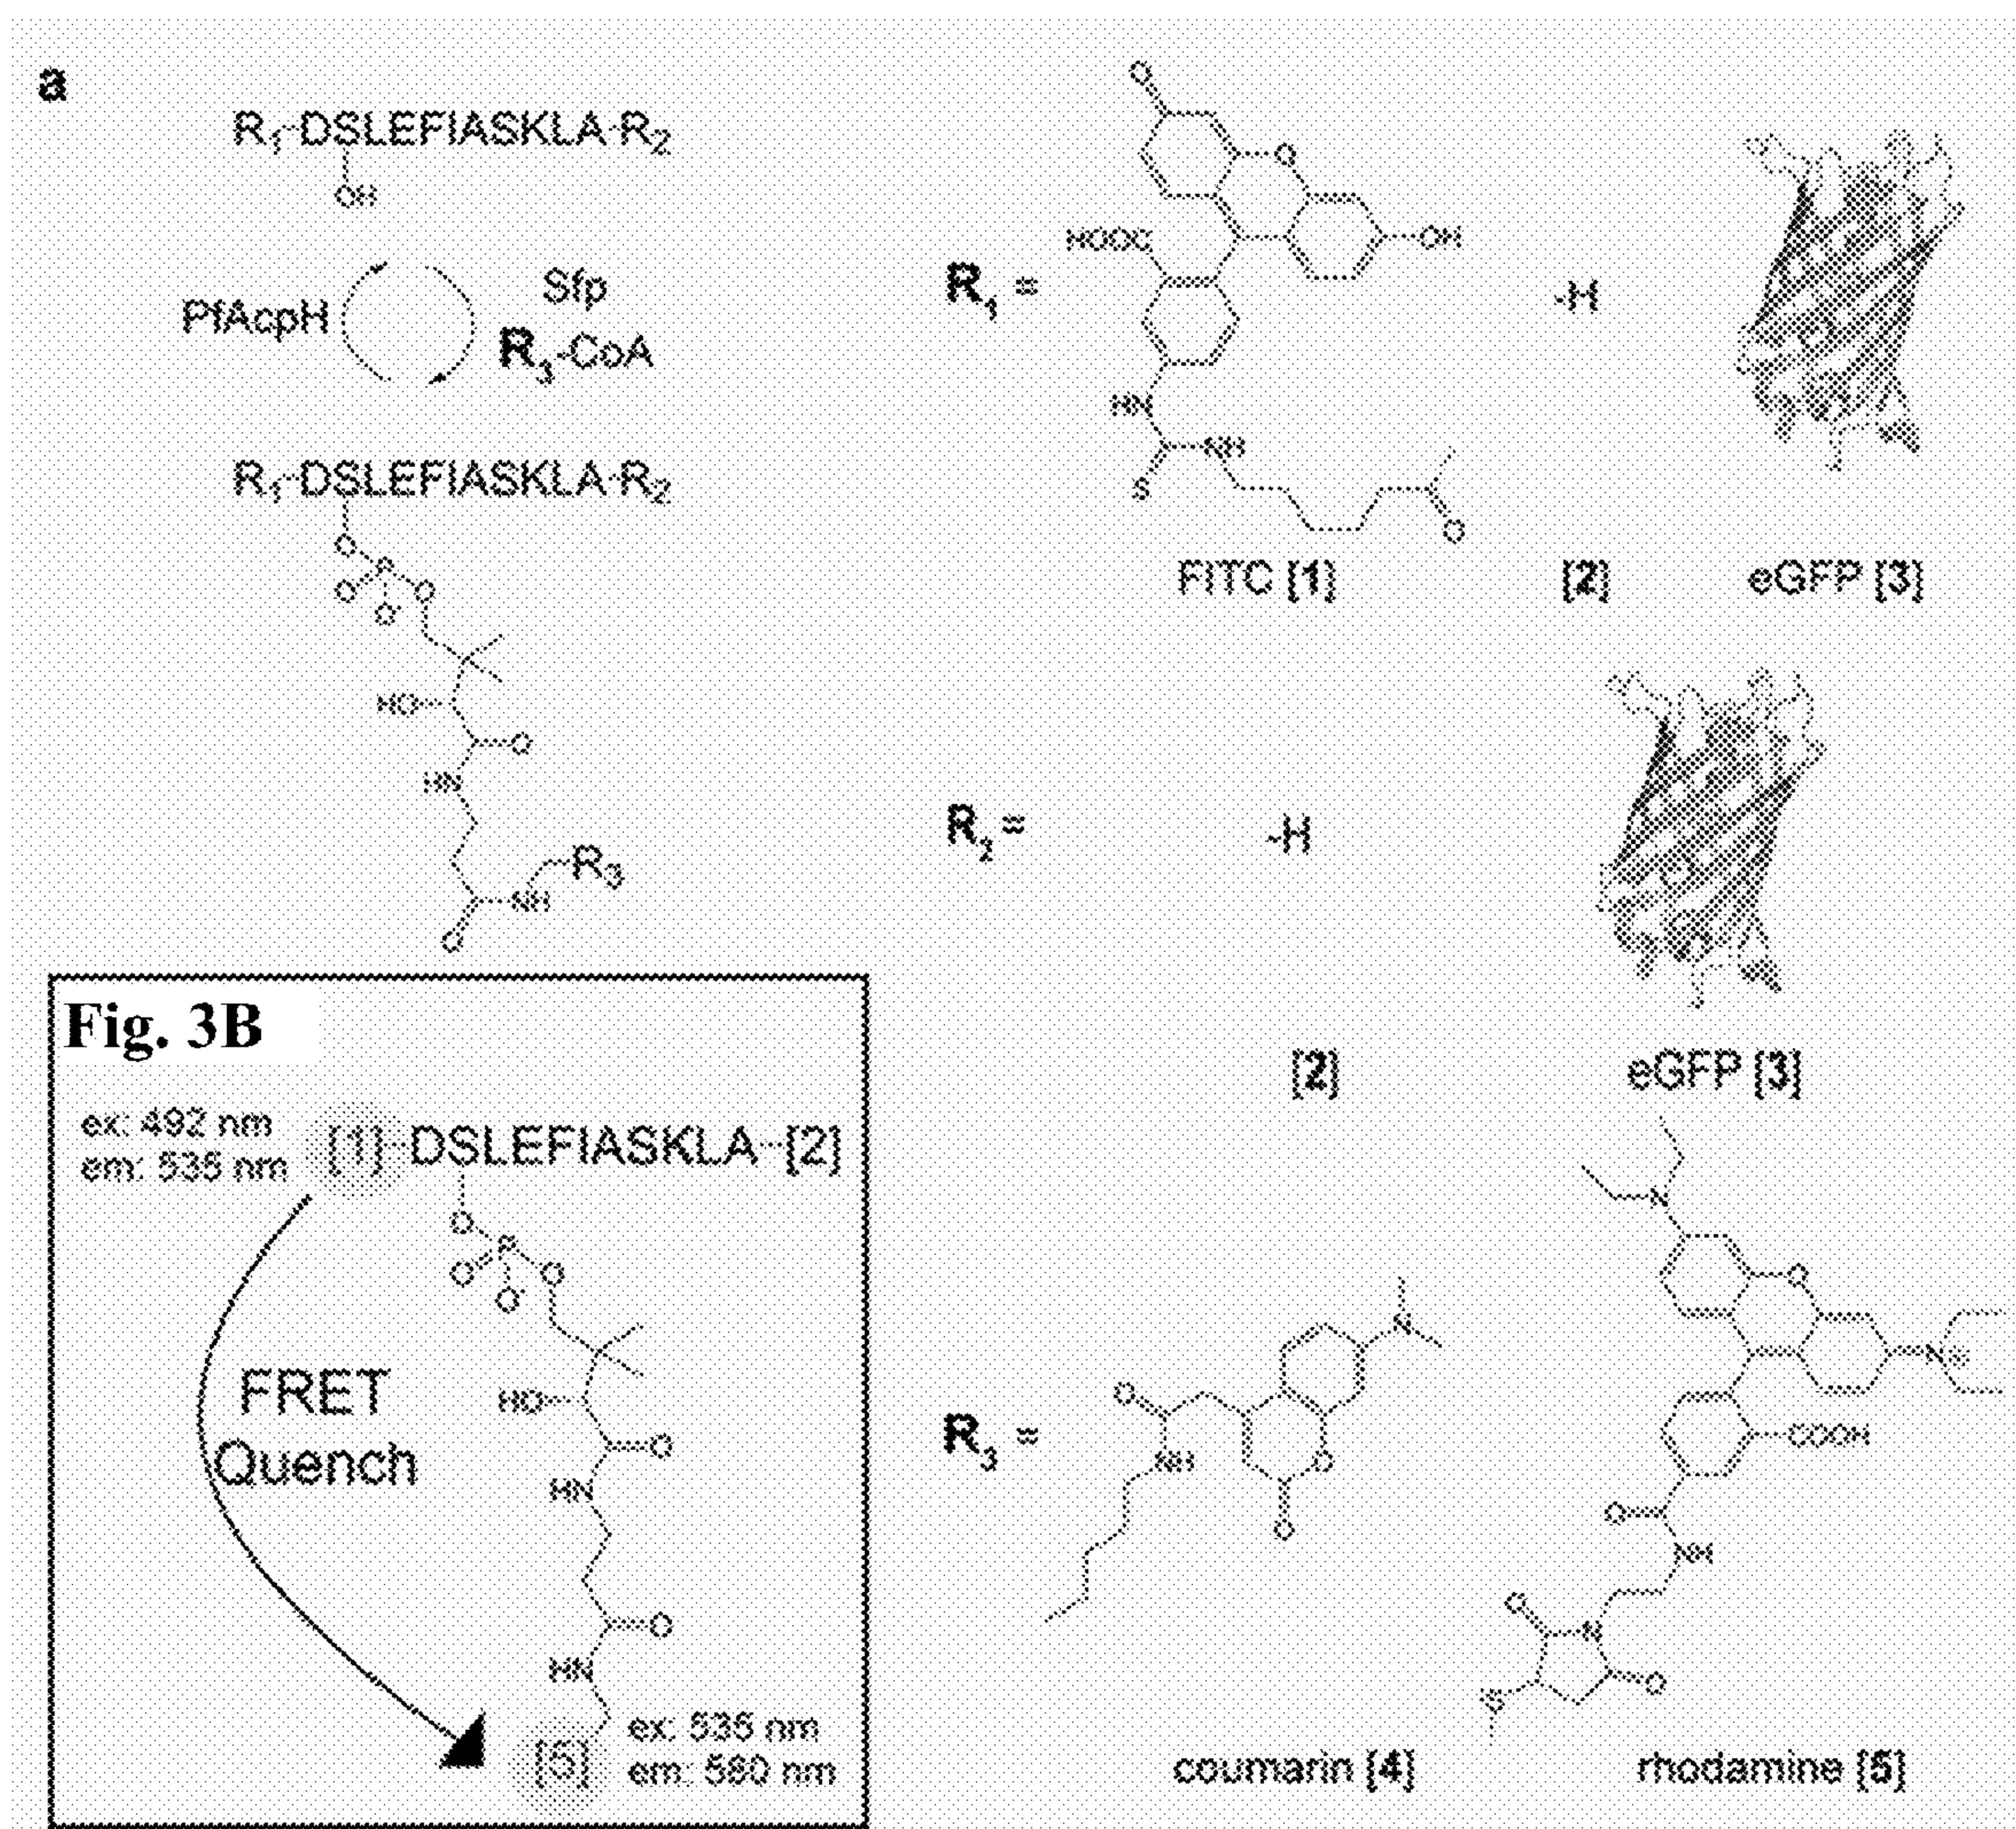 a
R1-DSLEFIASKLA-R2
OH
PfAcpH
Sfp
R3-CoA
R1-DSLEFIASKLA-R2
O
P
O
O
O-
HO
O
HN
R3
NH
O
R1 =
O
O
HOOC
OH
HN
NH
S
O
FITC [1]
-H
[2]
eGFP [3]
R2 =
-H
[2]
eGFP [3]
Fig. 3B
ex: 492 nm
em: 535 nm
[1]-DSLEFIASKLA-[2]
O
P
O
O
O-
HO
O
HN
O
HN
FRET
Quench
[5]
ex: 535 nm
em: 580 nm
R3 =
N
O
NH
O
O
coumarin [4]
N
O
N⊕
COOH
O
NH
O
N
O
S
rhodamine [5]